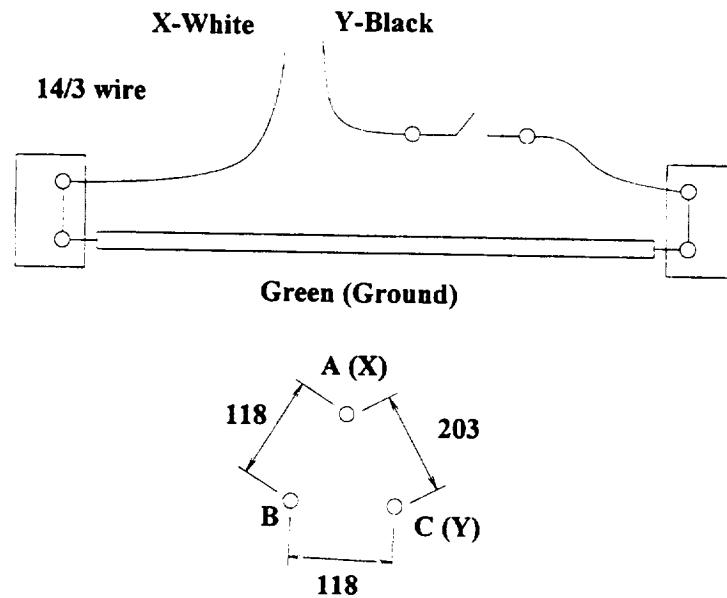 X-White Y-Black
14/3 wire
Green (Ground)
A (X)
118 203
B C (Y)
118